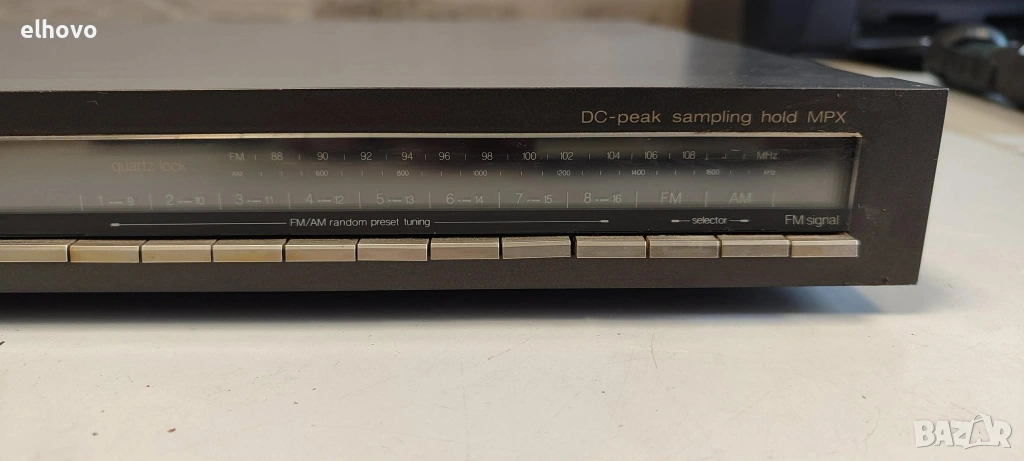 elhovo
DC-peak sampling hold MPX
quartz lock
FM 88 90 92 94 96 98 100 102 104 106 108 MHz
AM 600 800 1000 1200 1400 1600 kHz
1—9 2—10 3—11 4—12 5—13 6—14 7—15 8—16 FM AM
FM/AM random preset tuning selector FM signal
BAZAR